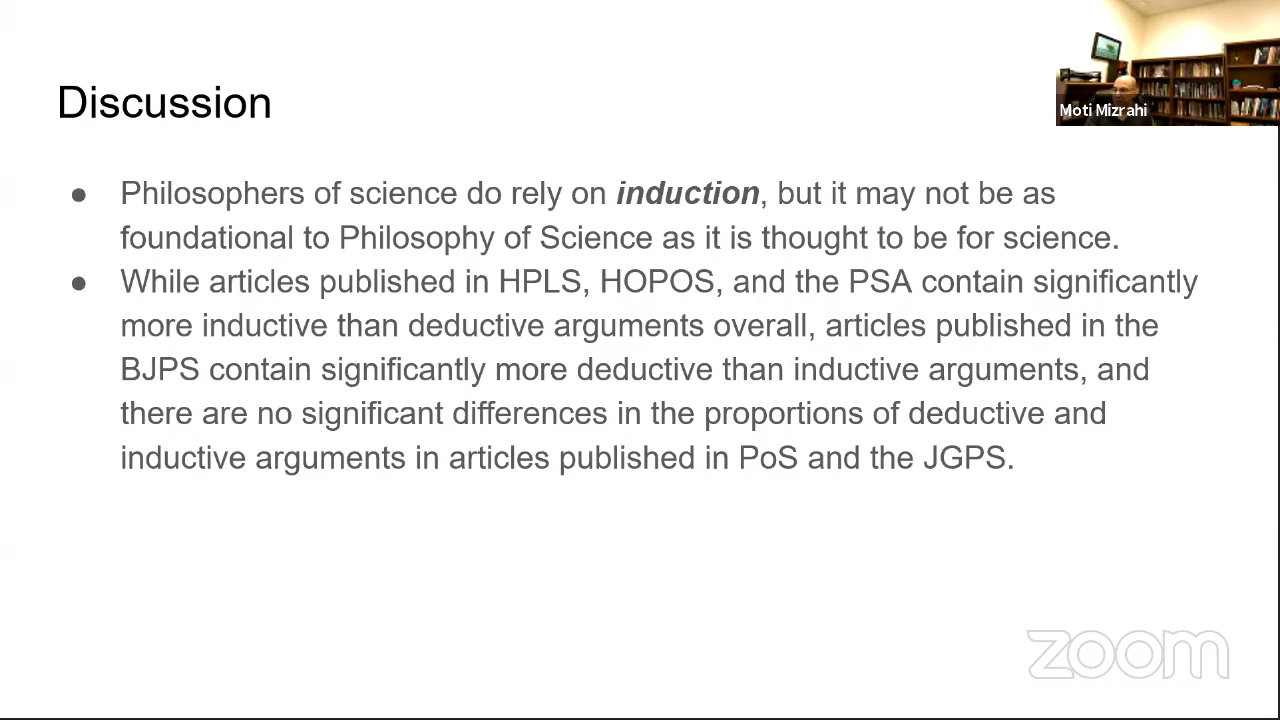 Discussion
Moti Mizrahi
● Philosophers of science do rely on induction, but it may not be as
foundational to Philosophy of Science as it is thought to be for science.
● While articles published in HPLS, HOPOS, and the PSA contain significantly
more inductive than deductive arguments overall, articles published in the
BJPS contain significantly more deductive than inductive arguments, and
there are no significant differences in the proportions of deductive and
inductive arguments in articles published in PoS and the JGPS.
zoom